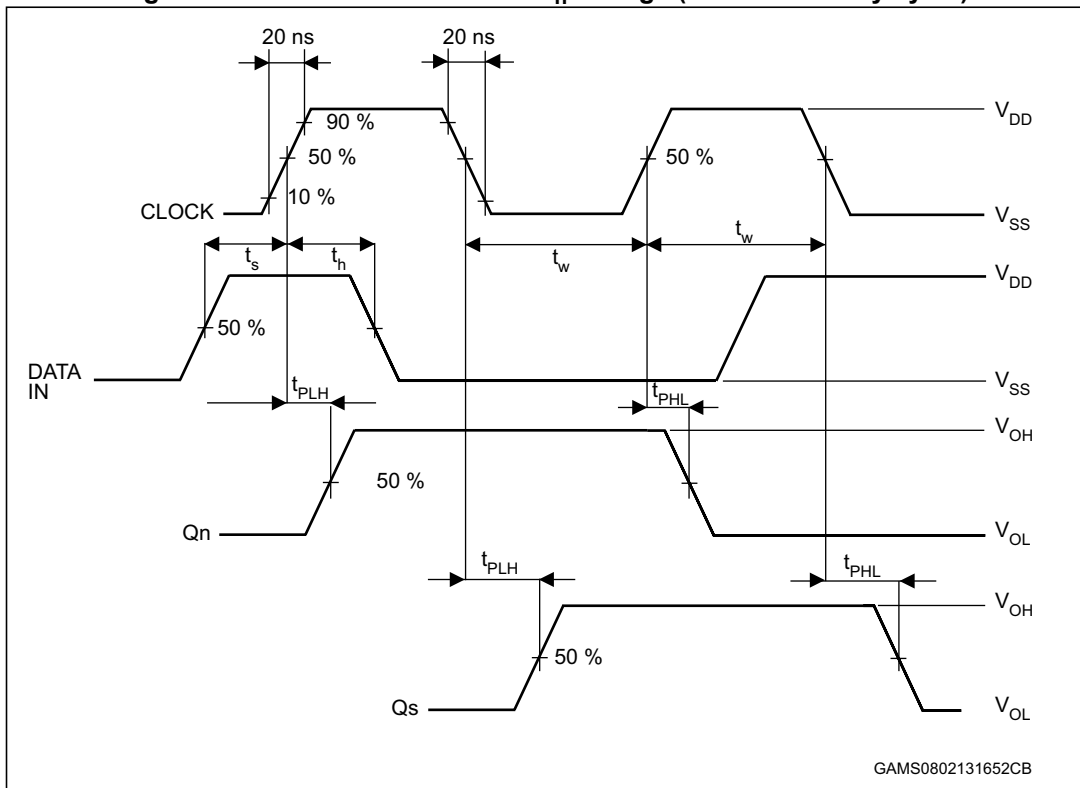 20 ns 20 ns
90 %
50 %
10 %
50 %
V_DD
CLOCK
V_SS
t_s t_h t_w t_w
V_DD
50 %
DATA
IN
V_SS
t_PLH t_PHL
V_OH
50 %
Qn
V_OL
t_PLH t_PHL
V_OH
50 %
Qs
V_OL
GAMS0802131652CB